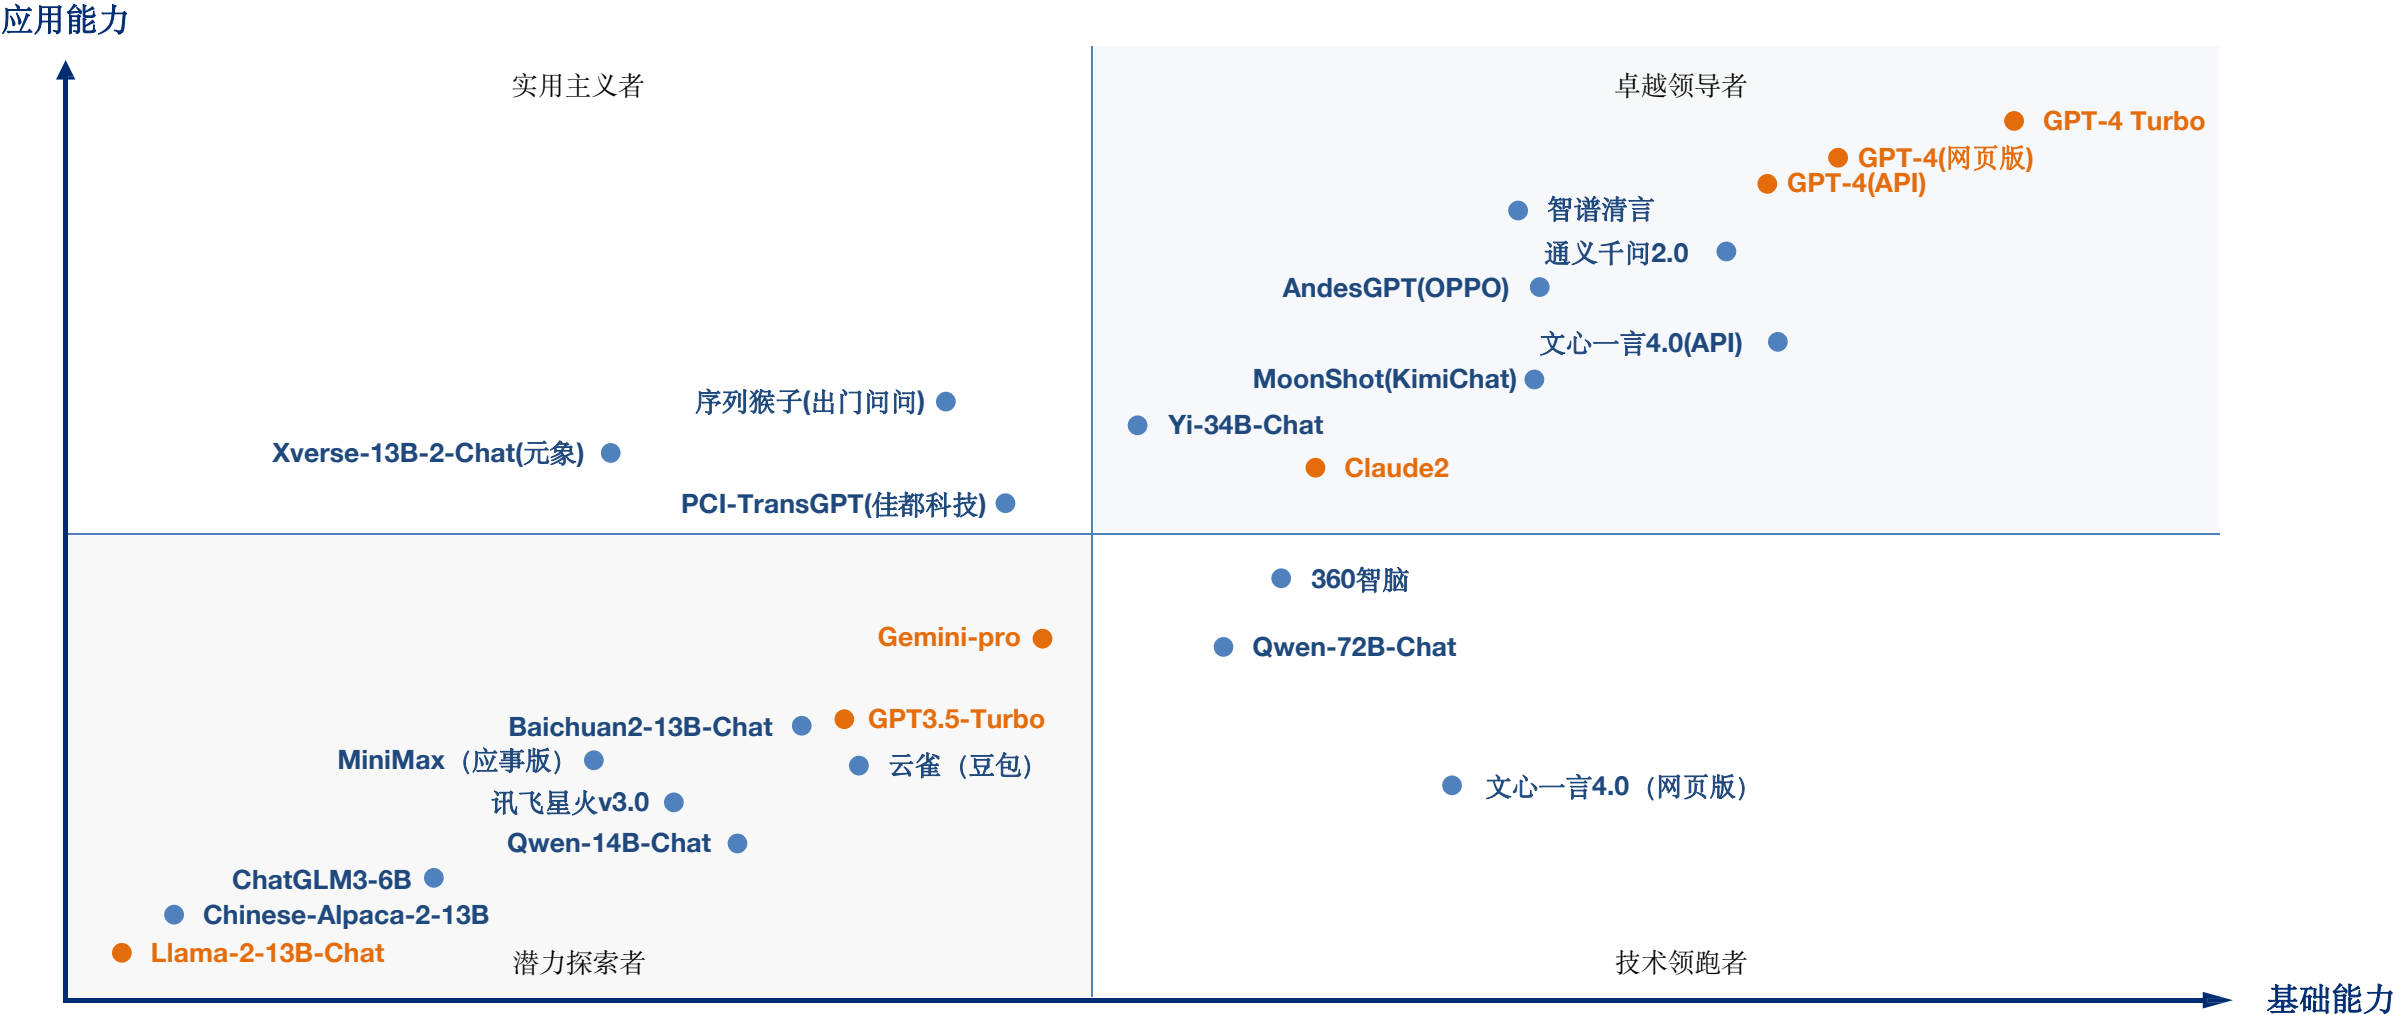 应用能力
实用主义者
卓越领导者
GPT-4 Turbo
GPT-4(网页版)
GPT-4(API)
智谱清言
通义千问2.0
AndesGPT(OPPO)
文心一言4.0(API)
MoonShot(KimiChat)
序列猴子(出门问问)
Yi-34B-Chat
Xverse-13B-2-Chat(元象)
Claude2
PCI-TransGPT(佳都科技)
360智脑
Gemini-pro
Qwen-72B-Chat
Baichuan2-13B-Chat
GPT3.5-Turbo
MiniMax（应事版）
云雀（豆包）
文心一言4.0（网页版）
讯飞星火v3.0
Qwen-14B-Chat
ChatGLM3-6B
Chinese-Alpaca-2-13B
Llama-2-13B-Chat
潜力探索者
技术领跑者
基础能力